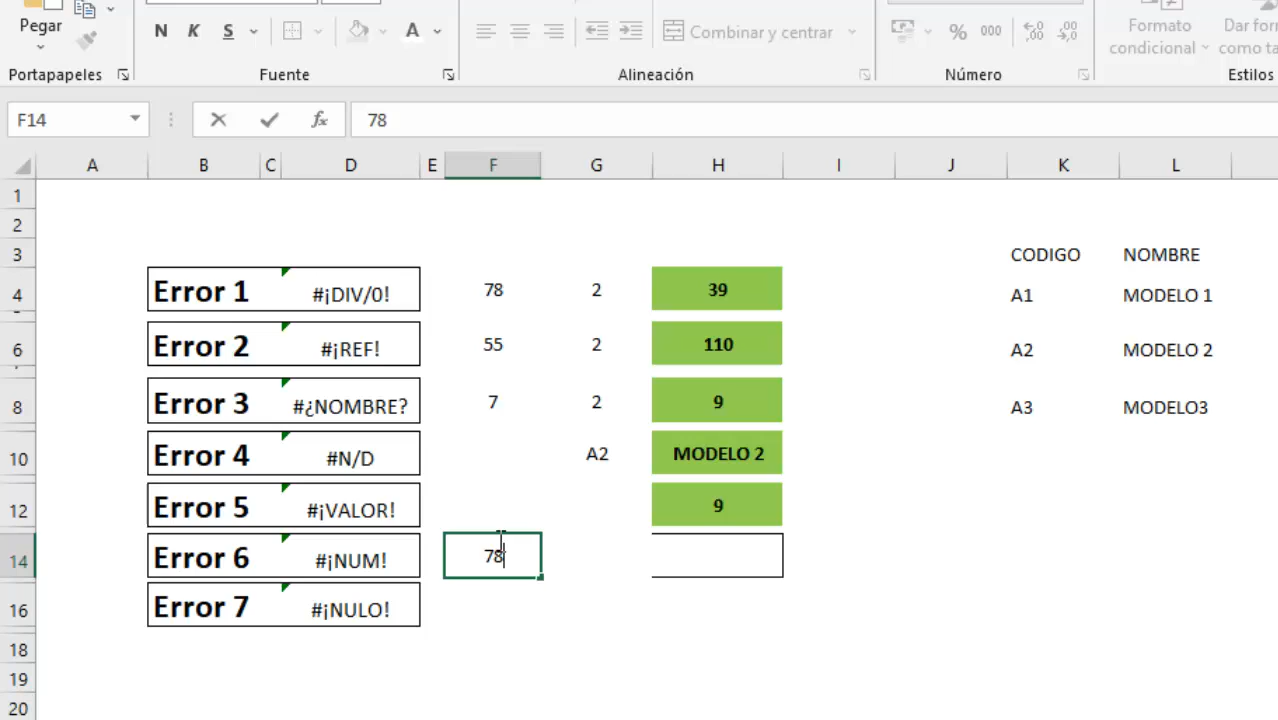 Pegar
N K S A
Combinar y centrar
% 000
Formato condicional
Dar for
como ta
Portapapeles Fuente Alineación Número Estilos
F14 fx 78
A B C D E F G H I J K L
1
2
3 CODIGO NOMBRE
4 Error 1 #¡DIV/0! 78 2 39 A1 MODELO 1
6 Error 2 #¡REF! 55 2 110 A2 MODELO 2
8 Error 3 #¿NOMBRE? 7 2 9 A3 MODELO3
10 Error 4 #N/D A2 MODELO 2
12 Error 5 #¡VALOR! 9
14 Error 6 #¡NUM! 78
16 Error 7 #¡NULO!
18
19
20